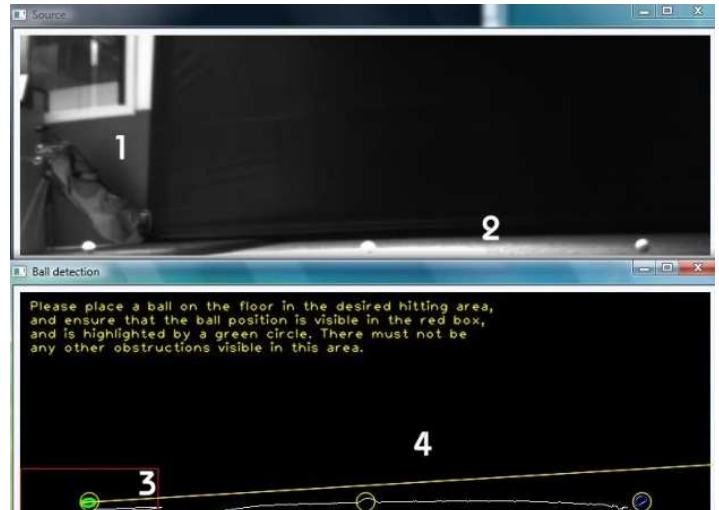 Source
1
2
Ball detection
Please place a ball on the floor in the desired hitting area,
and ensure that the ball position is visible in the red box,
and is highlighted by a green circle. There must not be
any other obstructions visible in this area.
4
3